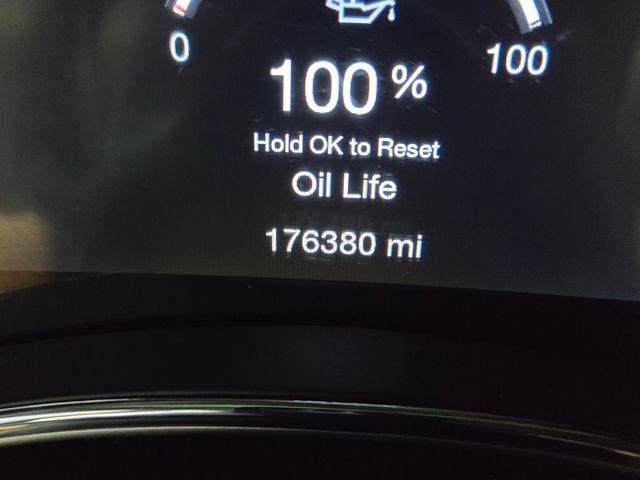 0 100
100 %
Hold OK to Reset
Oil Life
176380 mi